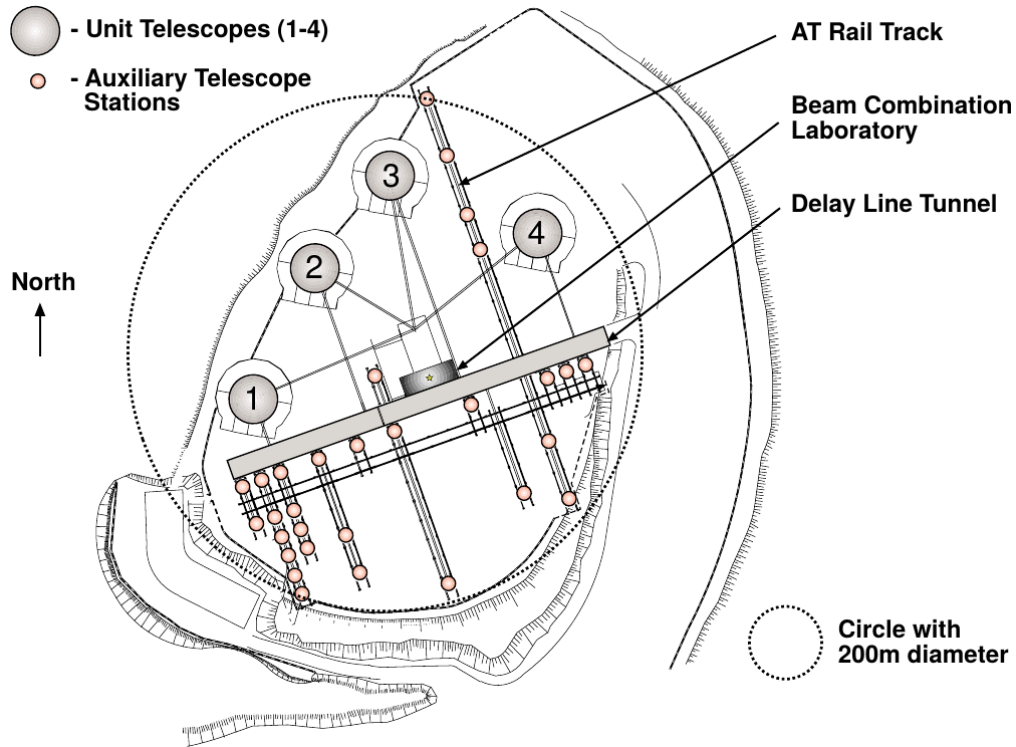 - Unit Telescopes (1-4)
- Auxiliary Telescope
Stations
AT Rail Track
Beam Combination
Laboratory
Delay Line Tunnel
North
3
4
2
1
Circle with
200m diameter